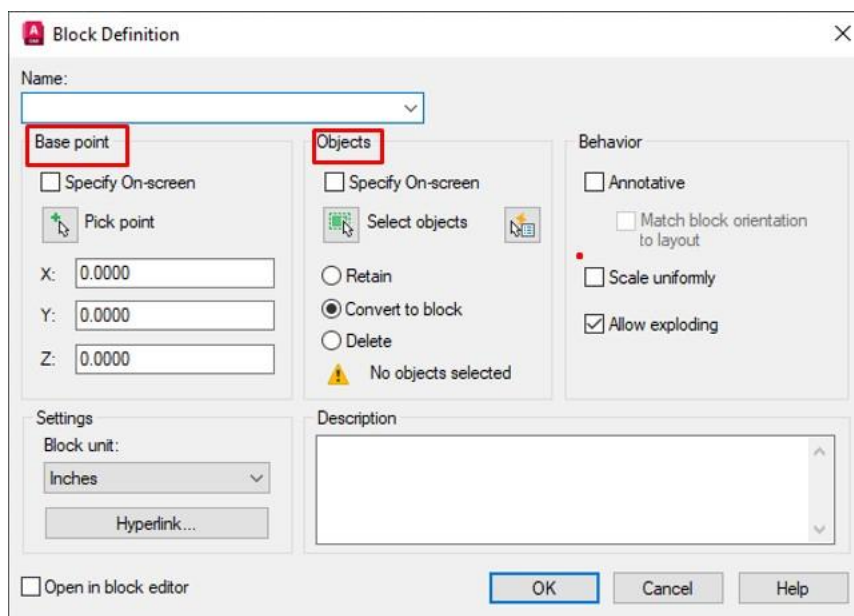 Block Definition
Name:
Base point
Specify On-screen
Pick point
X: 0.0000
Y: 0.0000
Z: 0.0000
Objects
Specify On-screen
Select objects
Retain
Convert to block
Delete
No objects selected
Behavior
Annotative
Match block orientation
to layout
Scale uniformly
Allow exploding
Settings
Block unit:
Inches
Hyperlink...
Description
Open in block editor
OK Cancel Help